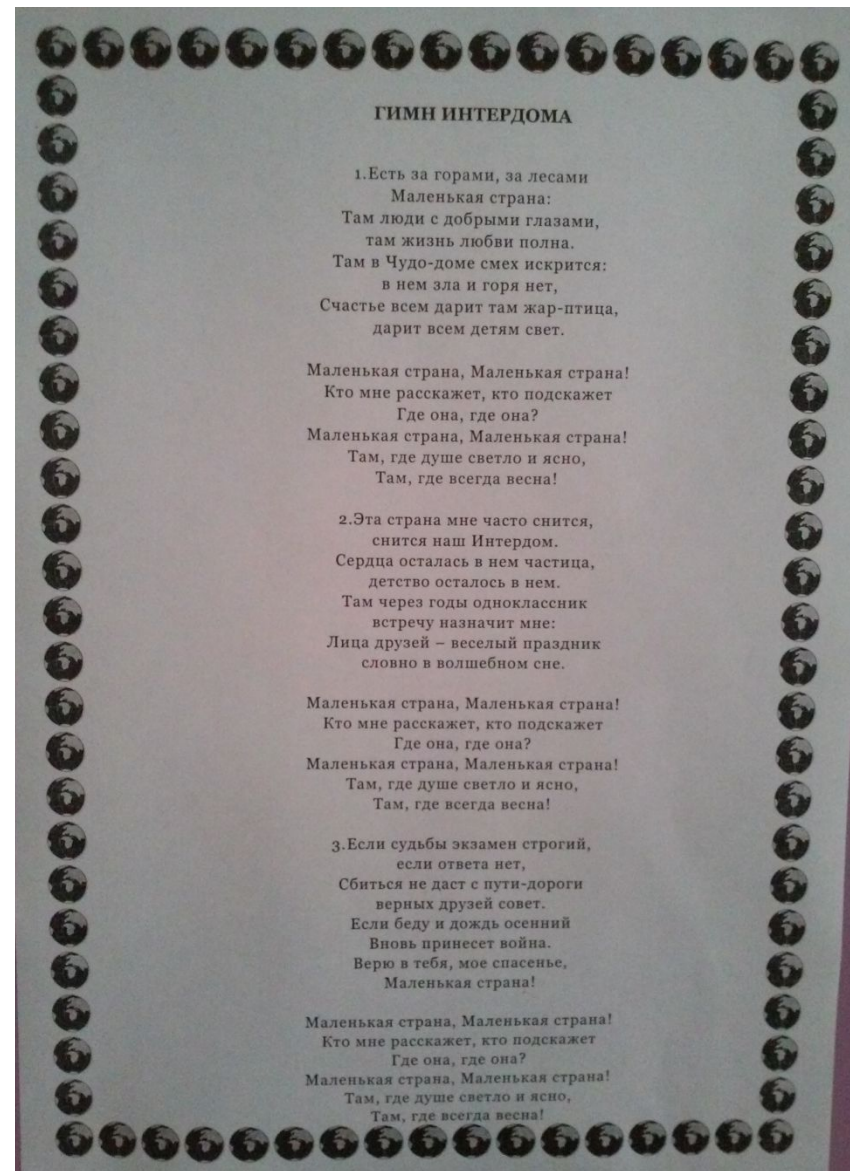 ГИМН ИНТЕРДОМА
1.Есть за горами, за лесами
Маленькая страна:
Там люди с добрыми глазами,
там жизнь любви полна.
Там в Чудо-доме смех искрится:
в нем зла и горя нет,
Счастье всем дарит там жар-птица,
дарит всем детям свет.
Маленькая страна, Маленькая страна!
Кто мне расскажет, кто подскажет
Где она, где она?
Маленькая страна, Маленькая страна!
Там, где душе светло и ясно,
Там, где всегда весна!
2.Эта страна мне часто снится,
снится наш Интердом.
Сердца осталась в нем частица,
детство осталось в нем.
Там через годы одноклассник
встречу назначит мне:
Лица друзей – веселый праздник
словно в волшебном сне.
Маленькая страна, Маленькая страна!
Кто мне расскажет, кто подскажет
Где она, где она?
Маленькая страна, Маленькая страна!
Там, где душе светло и ясно,
Там, где всегда весна!
3.Если судьбы экзамен строгий,
если ответа нет,
Сбиться не даст с пути-дороги
верных друзей совет.
Если беду и дождь осенний
Вновь принесет война.
Верю в тебя, мое спасенье,
Маленькая страна!
Маленькая страна, Маленькая страна!
Кто мне расскажет, кто подскажет
Где она, где она?
Маленькая страна, Маленькая страна!
Там, где душе светло и ясно,
Там, где всегда весна!